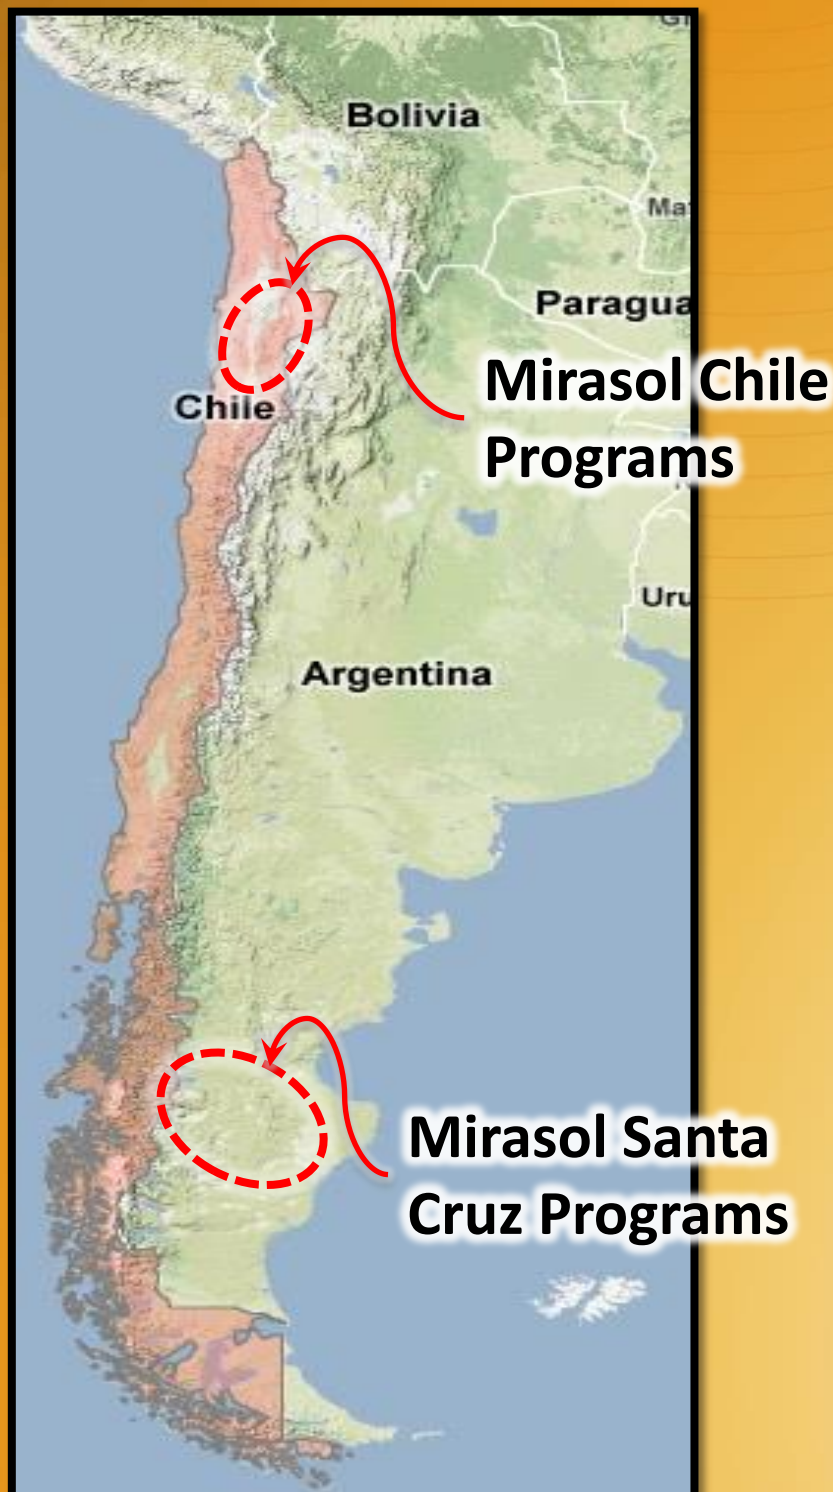 Bolivia
Paragua
Mirasol Chile
Programs
Chile
Uru
Argentina
Mirasol Santa
Cruz Programs